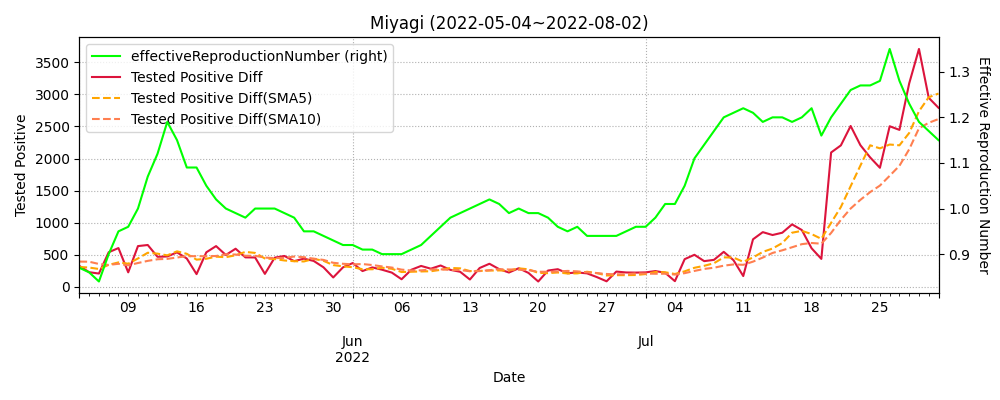 Miyagi (2022-05-04~2022-08-02)
effectiveReproductionNumber (right)
Tested Positive Diff
Tested Positive Diff(SMA5)
Tested Positive Diff(SMA10)
Tested Positive
3500
3000
2500
2000
1500
1000
500
0
1.3
1.2
1.1
1.0
0.9
Effective Reproduction Number
09 16 23 30 06 13 20 27 04 11 18 25
Jun Jul
2022
Date